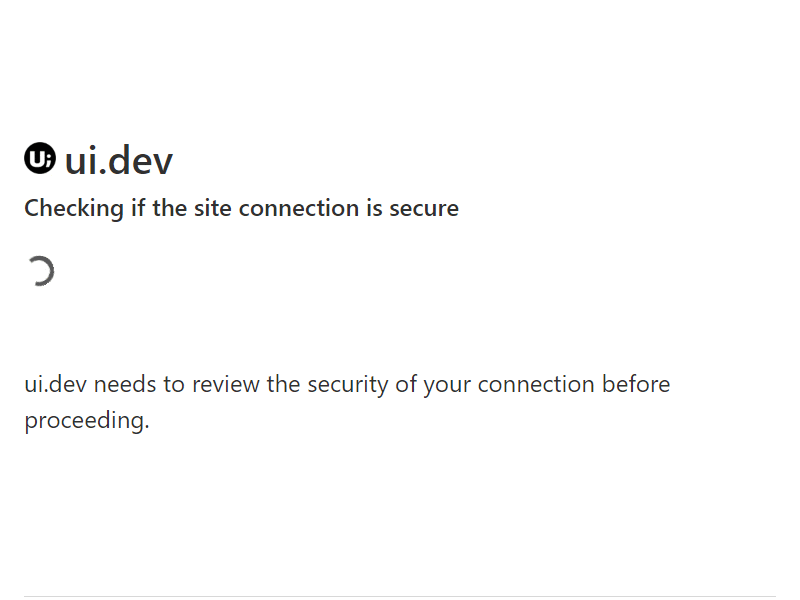 U;
ui.dev
Checking if the site connection is secure
ui.dev needs to review the security of your connection before
proceeding.